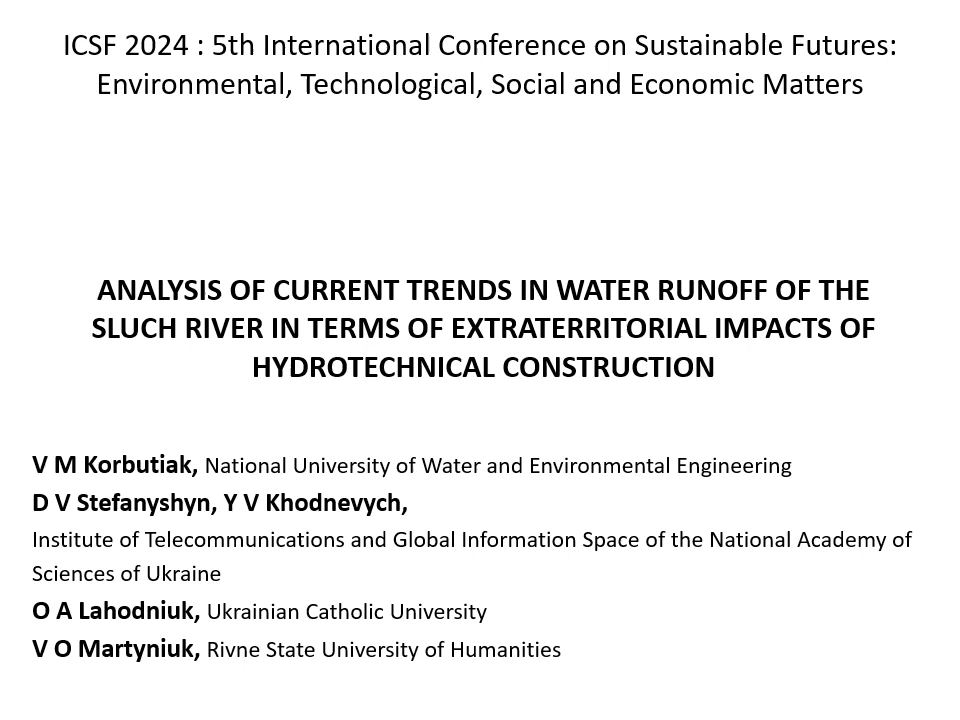 ICSF 2024 : 5th International Conference on Sustainable Futures:
Environmental, Technological, Social and Economic Matters
ANALYSIS OF CURRENT TRENDS IN WATER RUNOFF OF THE
SLUCH RIVER IN TERMS OF EXTRATERRITORIAL IMPACTS OF
HYDROTECHNICAL CONSTRUCTION
V M Korbutiak, National University of Water and Environmental Engineering
D V Stefanyshyn, Y V Khodnevych,
Institute of Telecommunications and Global Information Space of the National Academy of
Sciences of Ukraine
O A Lahodniuk, Ukrainian Catholic University
V O Martyniuk, Rivne State University of Humanities